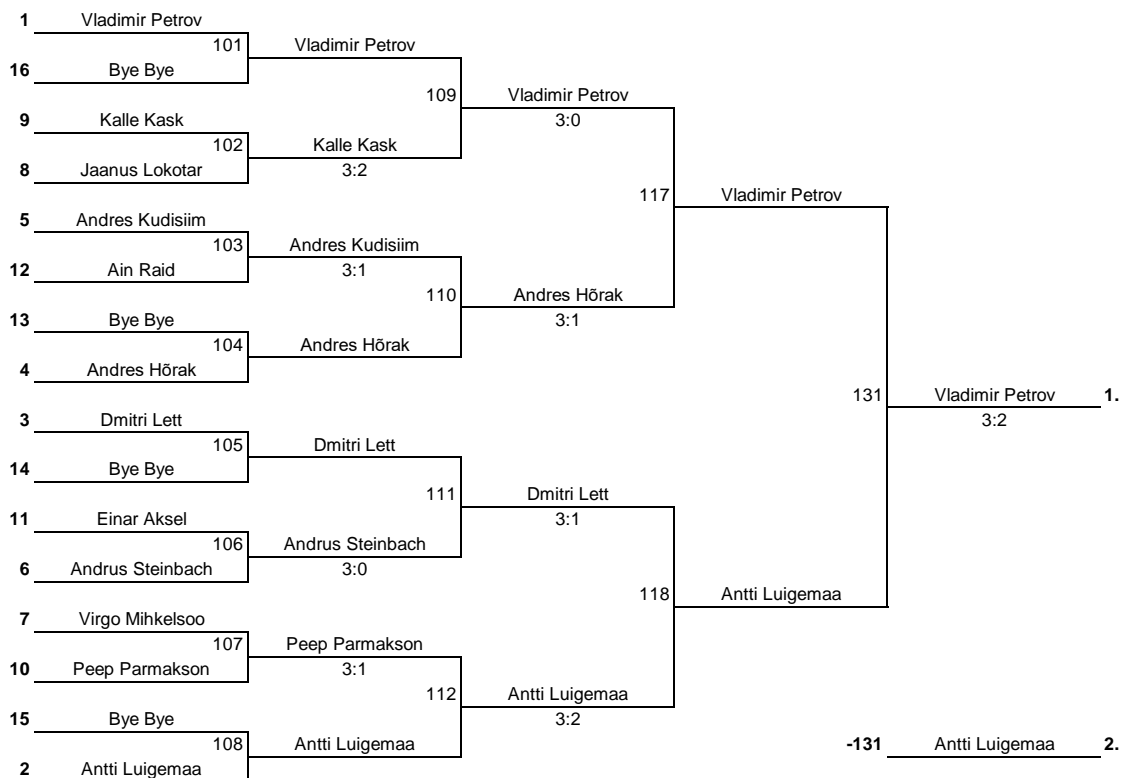 1 Vladimir Petrov
101 Vladimir Petrov
16 Bye Bye
109 Vladimir Petrov
3:0
9 Kalle Kask
102 Kalle Kask
3:2
8 Jaanus Lokotar
117 Vladimir Petrov
5 Andres Kudisiim
103 Andres Kudisiim
3:1
12 Ain Raid
110 Andres Hõrak
3:1
13 Bye Bye
104 Andres Hõrak
4 Andres Hõrak
131 Vladimir Petrov 1.
3:2
3 Dmitri Lett
105 Dmitri Lett
14 Bye Bye
111 Dmitri Lett
3:1
11 Einar Aksel
106 Andrus Steinbach
3:0
6 Andrus Steinbach
118 Antti Luigemaa
7 Virgo Mihkelsoo
107 Peep Parmakson
3:1
10 Peep Parmakson
112 Antti Luigemaa
3:2
15 Bye Bye
108 Antti Luigemaa
-131 Antti Luigemaa 2.
2 Antti Luigemaa